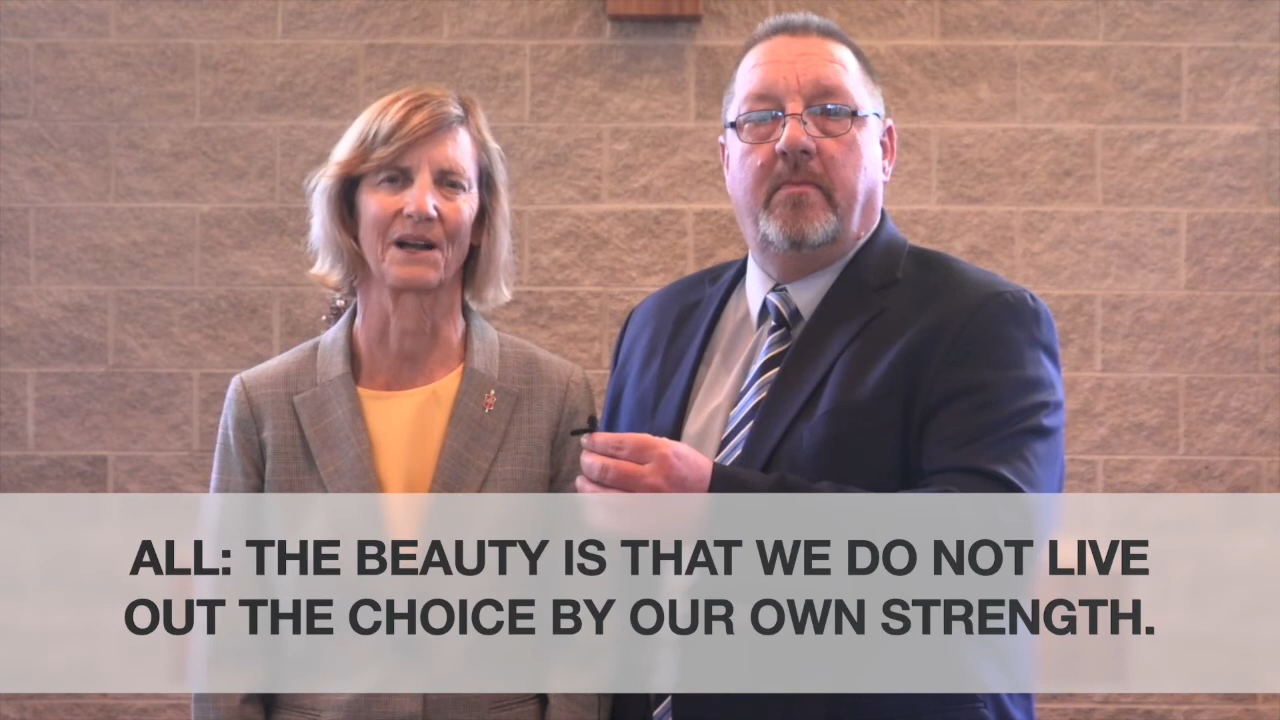 ALL: THE BEAUTY IS THAT WE DO NOT LIVE
OUT THE CHOICE BY OUR OWN STRENGTH.